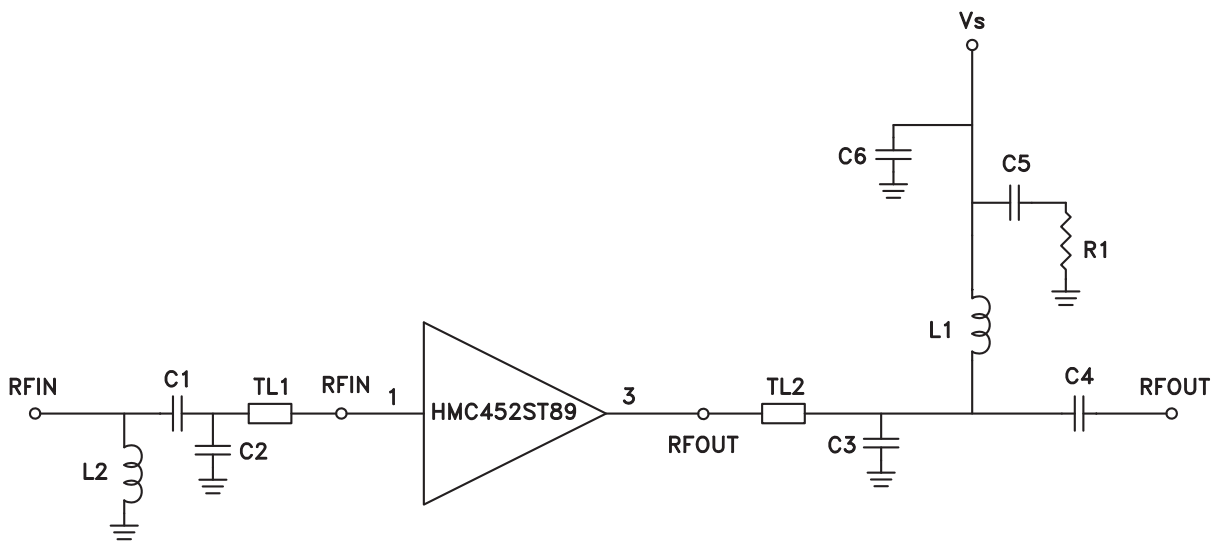 Vs
C6
C5
R1
L1
RFIN
C1
TL1
RFIN
1
HMC452ST89
3
RFOUT
TL2
C3
C4
RFOUT
L2
C2